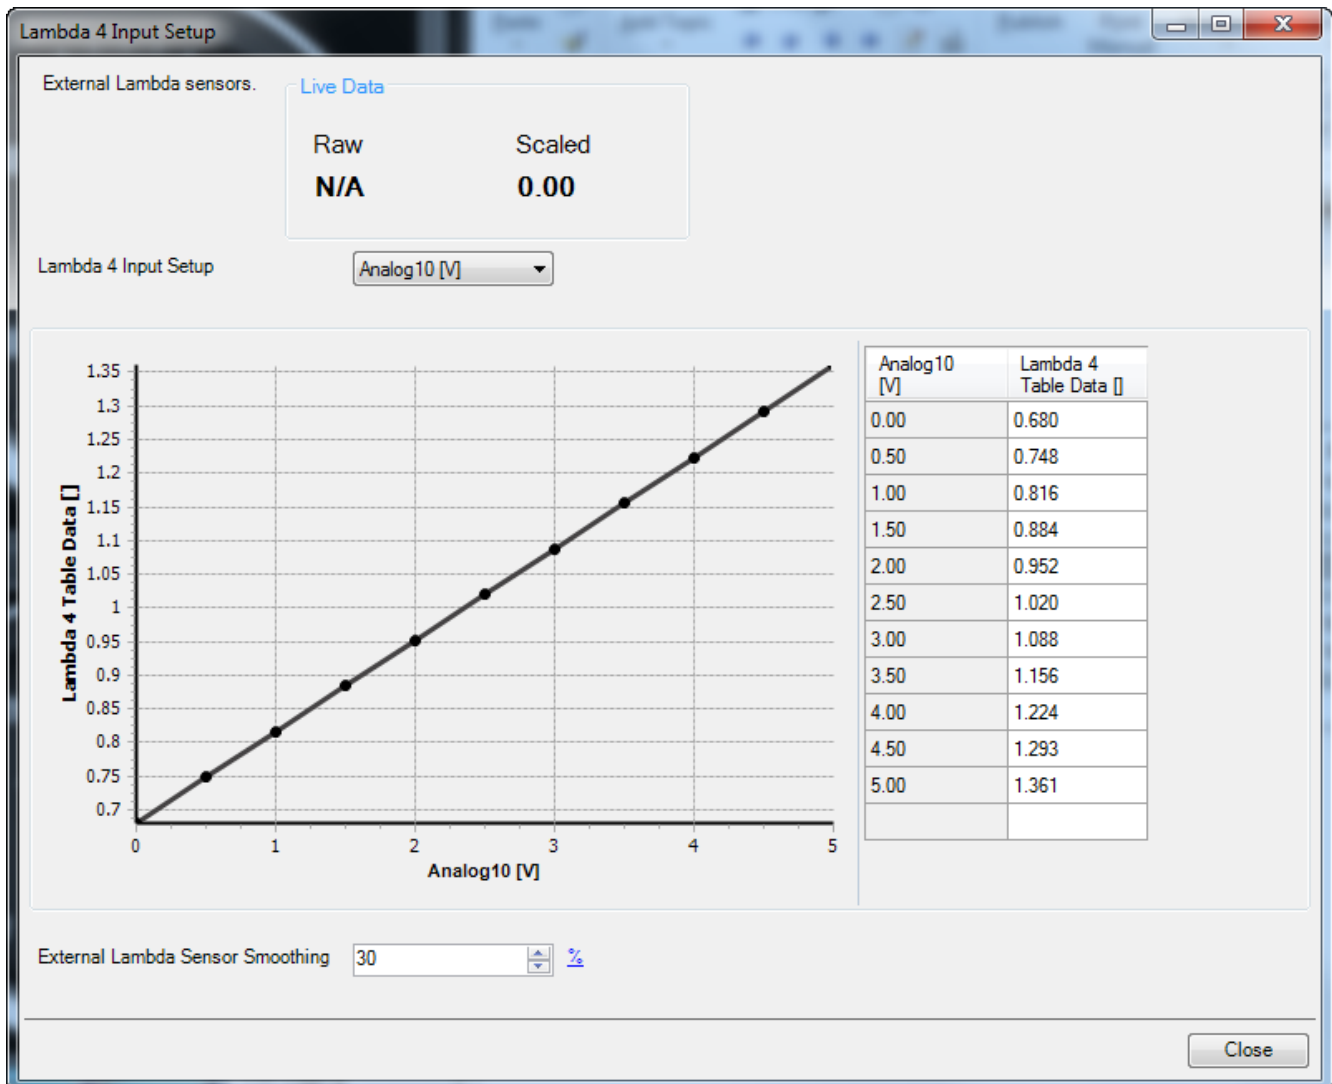 Lambda 4 Input Setup
External Lambda sensors.
Live Data
Raw Scaled
N/A 0.00
Lambda 4 Input Setup
Analog10 [V]
Lambda 4 Table Data []
1.35
1.3
1.25
1.2
1.15
1.1
1.05
1
0.95
0.9
0.85
0.8
0.75
0.7
0 1 2 3 4 5
Analog10 [V]
Analog10 Lambda 4
[V] Table Data []
0.00 0.680
0.50 0.748
1.00 0.816
1.50 0.884
2.00 0.952
2.50 1.020
3.00 1.088
3.50 1.156
4.00 1.224
4.50 1.293
5.00 1.361
External Lambda Sensor Smoothing 30 %
Close